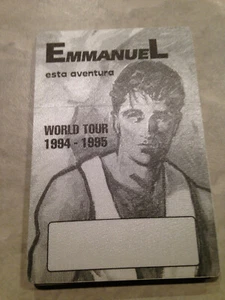 EMMANUEL
esta aventura
WORLD TOUR
1994 - 1995